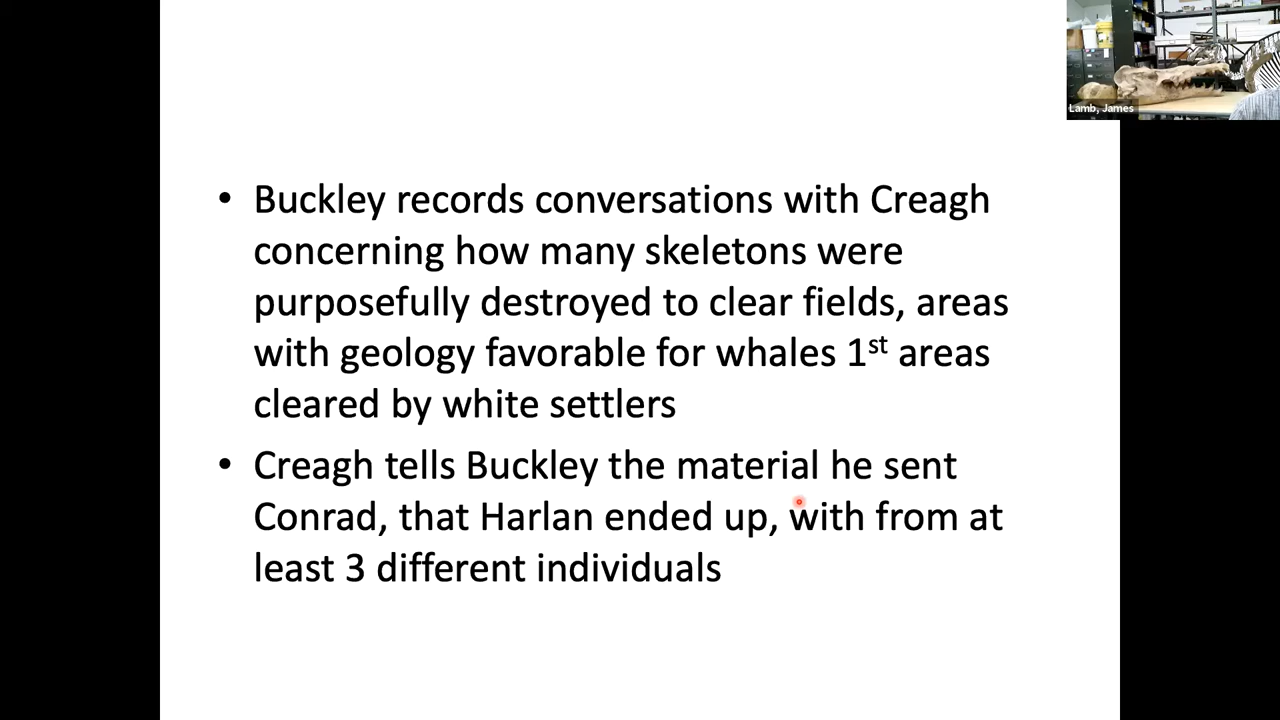 Lamb, James
• Buckley records conversations with Creagh
concerning how many skeletons were
purposefully destroyed to clear fields, areas
with geology favorable for whales 1st areas
cleared by white settlers
• Creagh tells Buckley the material he sent
Conrad, that Harlan ended up, with from at
least 3 different individuals